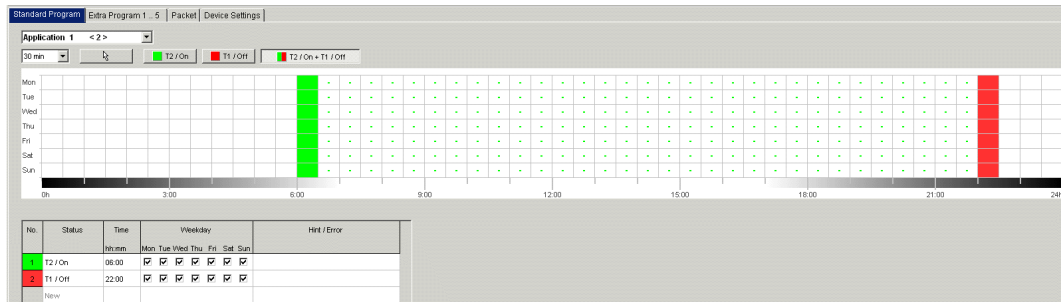 Standard Program Extra Program 1 .. 5 Packet Device Settings
Application 1 < 2 >
30 min T2 / On T1 / Off T2 / On + T1 / Off
Mon
Tue
Wed
Thu
Fri
Sat
Sun
0h 3:00 6:00 9:00 12:00 15:00 18:00 21:00 24h
No. Status Time Weekday Hint / Error
hh:mm Mon Tue Wed Thu Fri Sat Sun
1 T2 / On 06:00
2 T1 / Off 22:00
New